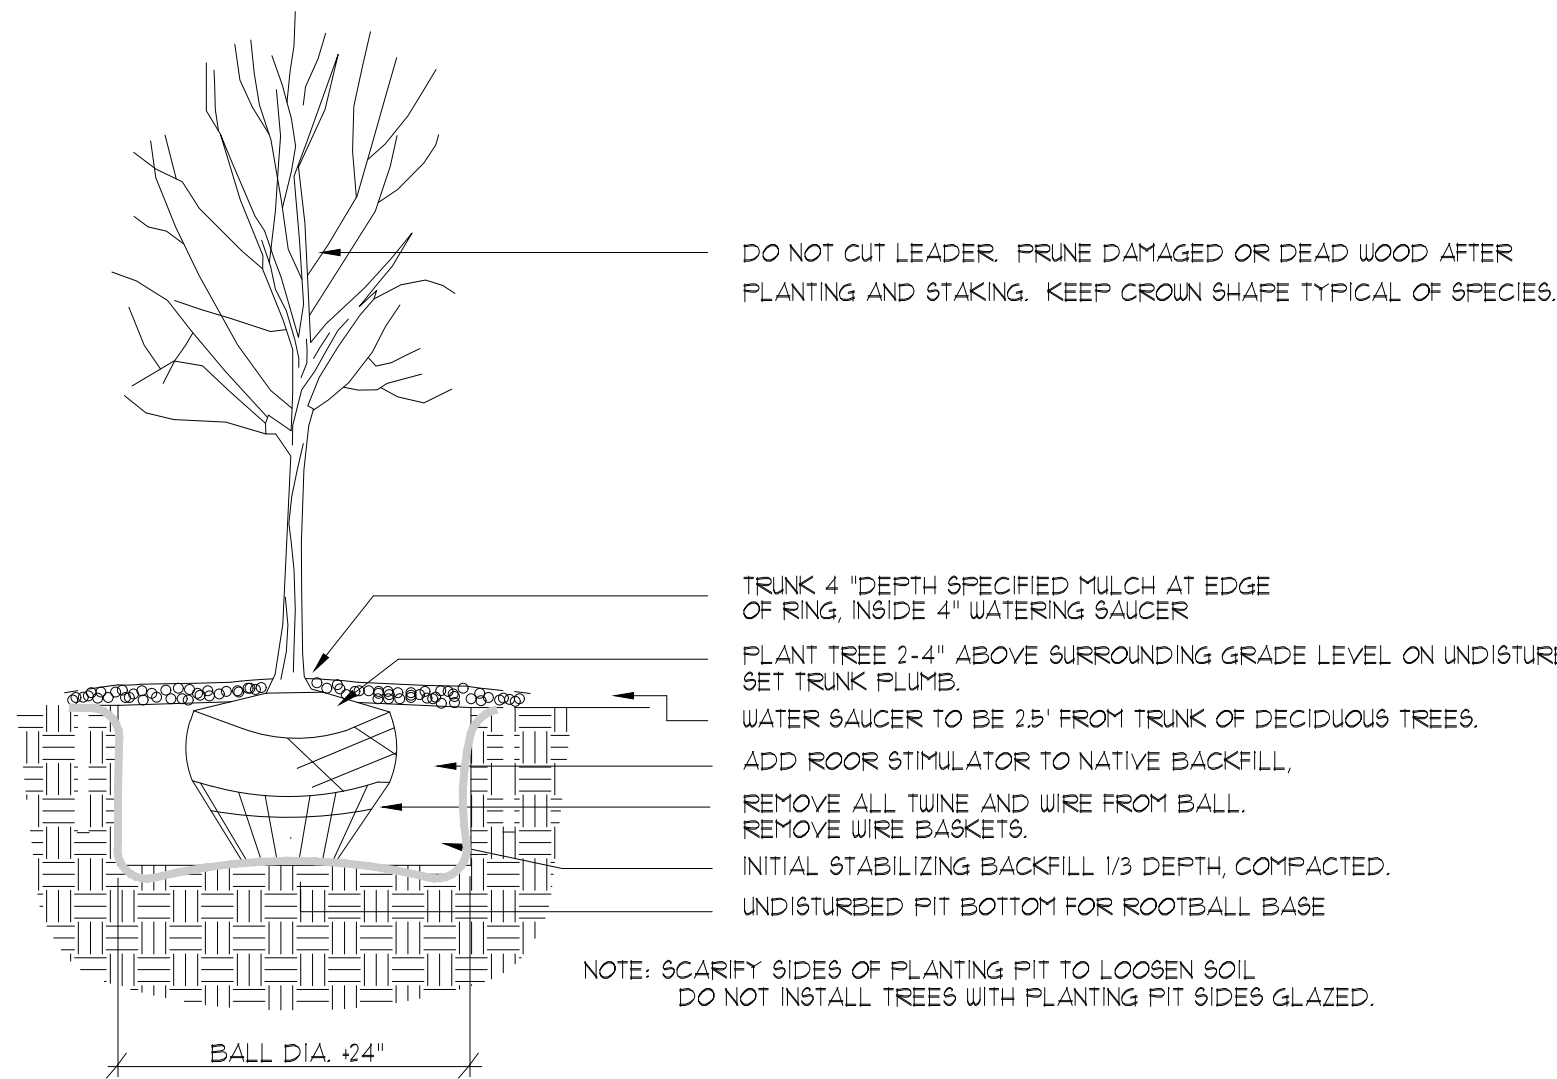 DO NOT CUT LEADER. PRUNE DAMAGED OR DEAD WOOD AFTER
PLANTING AND STAKING. KEEP CROWN SHAPE TYPICAL OF SPECIES.
TRUNK 4 "DEPTH SPECIFIED MULCH AT EDGE
OF RING, INSIDE 4" WATERING SAUCER
PLANT TREE 2-4" ABOVE SURROUNDING GRADE LEVEL ON
SET TRUNK PLUMB.
WATER SAUCER TO BE 2.5' FROM TRUNK OF DECIDUOUS TREES.
ADD ROOR STIMULATOR TO NATIVE BACKFILL,
REMOVE ALL TWINE AND WIRE FROM BALL.
REMOVE WIRE BASKETS.
INITIAL STABILIZING BACKFILL 1/3 DEPTH, COMPACTED.
UNDISTURBED PIT BOTTOM FOR ROOTBALL BASE
NOTE: SCARIFY SIDES OF PLANTING PIT TO LOOSEN SOIL
DO NOT INSTALL TREES WITH PLANTING PIT SIDES GLAZED.
BALL DIA. +24"